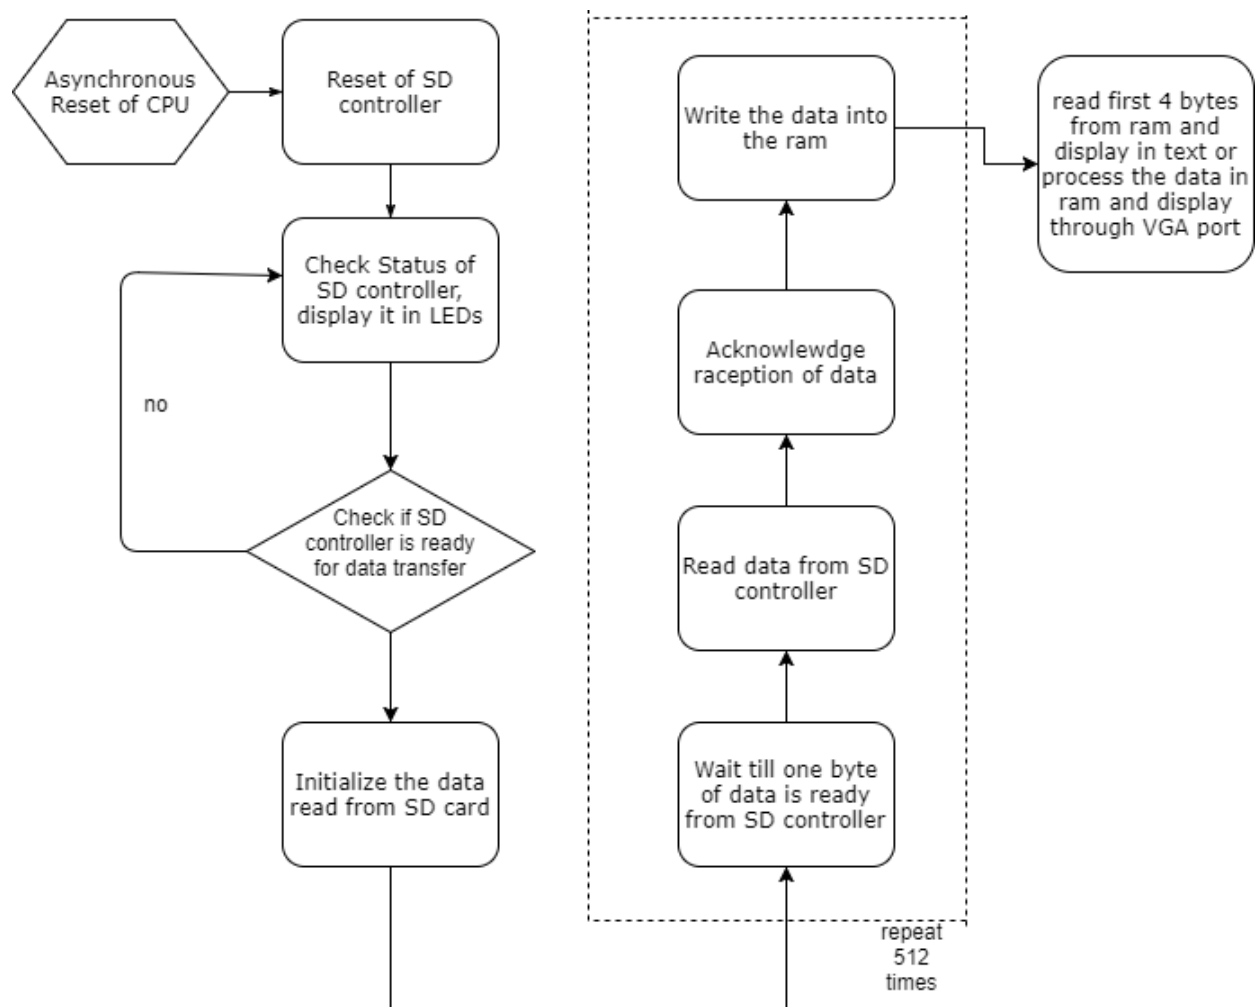 Asynchronous
Reset of CPU
Reset of SD
controller
Check Status of
SD controller,
display it in LEDs
no
Check if SD
controller is ready
for data transfer
Initialize the data
read from SD card
Write the data into
the ram
Acknowlewdge
raception of data
Read data from SD
controller
Wait till one byte
of data is ready
from SD controller
repeat
512
times
read first 4 bytes
from ram and
display in text or
process the data in
ram and display
through VGA port